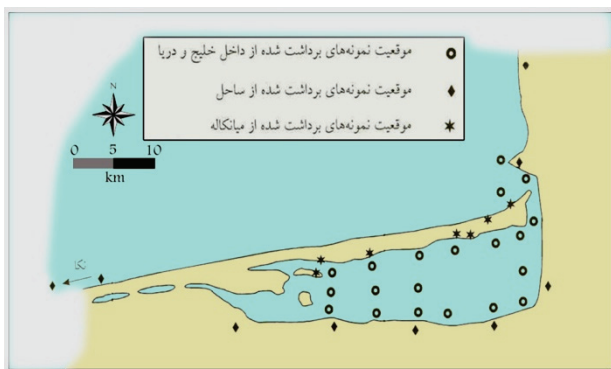 موقعیت نمونه‌های برداشت شده از داخل خلیج و دریا
موقعیت نمونه‌های برداشت شده از ساحل
موقعیت نمونه‌های برداشت شده از میانکاله
N
0 5 10
km
نکا